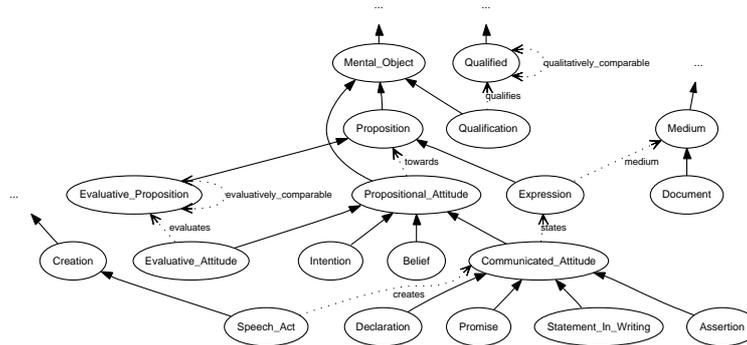 ...
...
Mental_Object
Qualified
qualitatively_comparable
...
qualifies
Proposition
Qualification
Medium
towards
medium
Evaluative_Proposition
evaluatively_comparable
Propositional_Attitude
Expression
Document
...
evaluates
states
Creation
Evaluative_Attitude
Intention
Belief
Communicated_Attitude
creates
Speech_Act
Declaration
Promise
Statement_In_Writing
Assertion